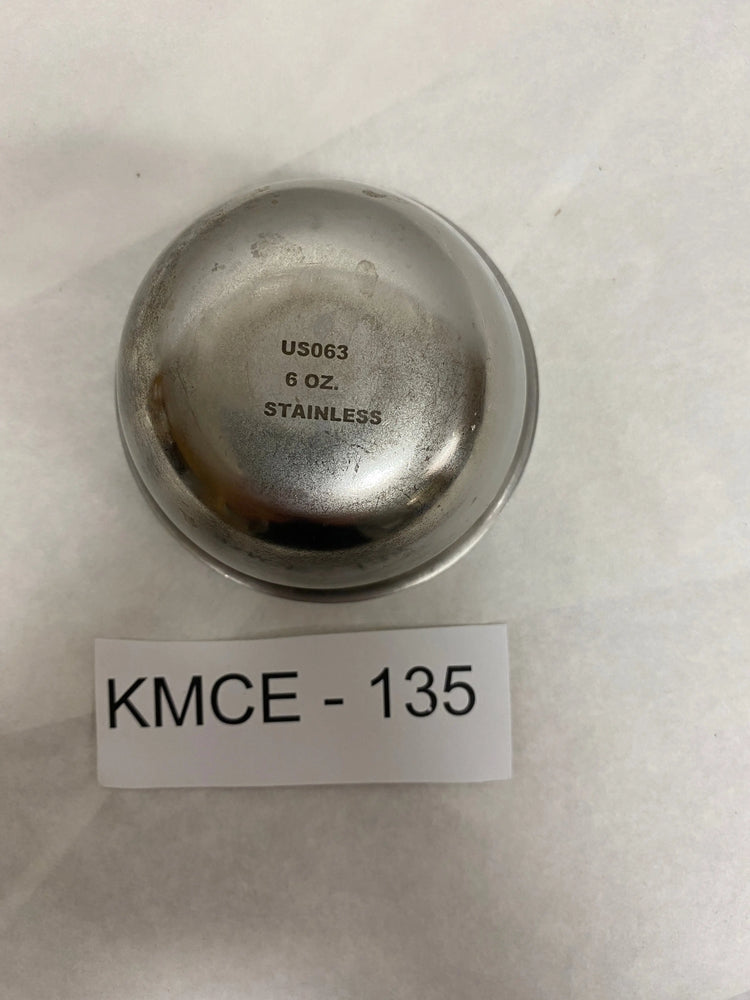 US063
6 OZ.
STAINLESS
KMCE - 135